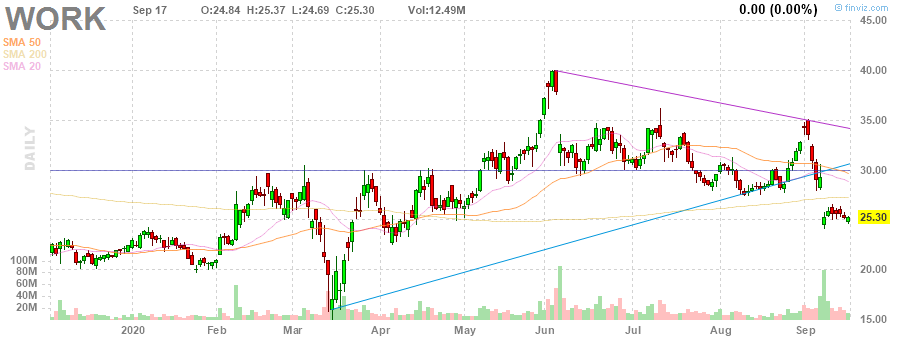 WORK
Sep 17 O:24.84 H:25.37 L:24.69 C:25.30 Vol:12.49M 0.00 (0.00%)
© finviz.com
SMA 50
SMA 200
SMA 20
DAILY
45.00
40.00
35.00
30.00
25.30
20.00
15.00
100M
80M
60M
40M
20M
2020 Feb Mar Apr May Jun Jul Aug Sep